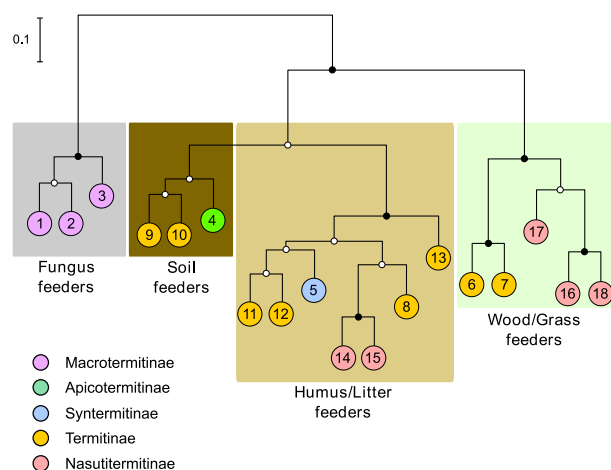 0.1
3
1 2
4
9 10
17
13
5
6 7
16 18
8
11 12
14 15
Fungus
feeders
Soil
feeders
Humus/Litter
feeders
Wood/Grass
feeders
Macrotermitinae
Apicotermitinae
Syntermitinae
Termitinae
Nasutitermitinae